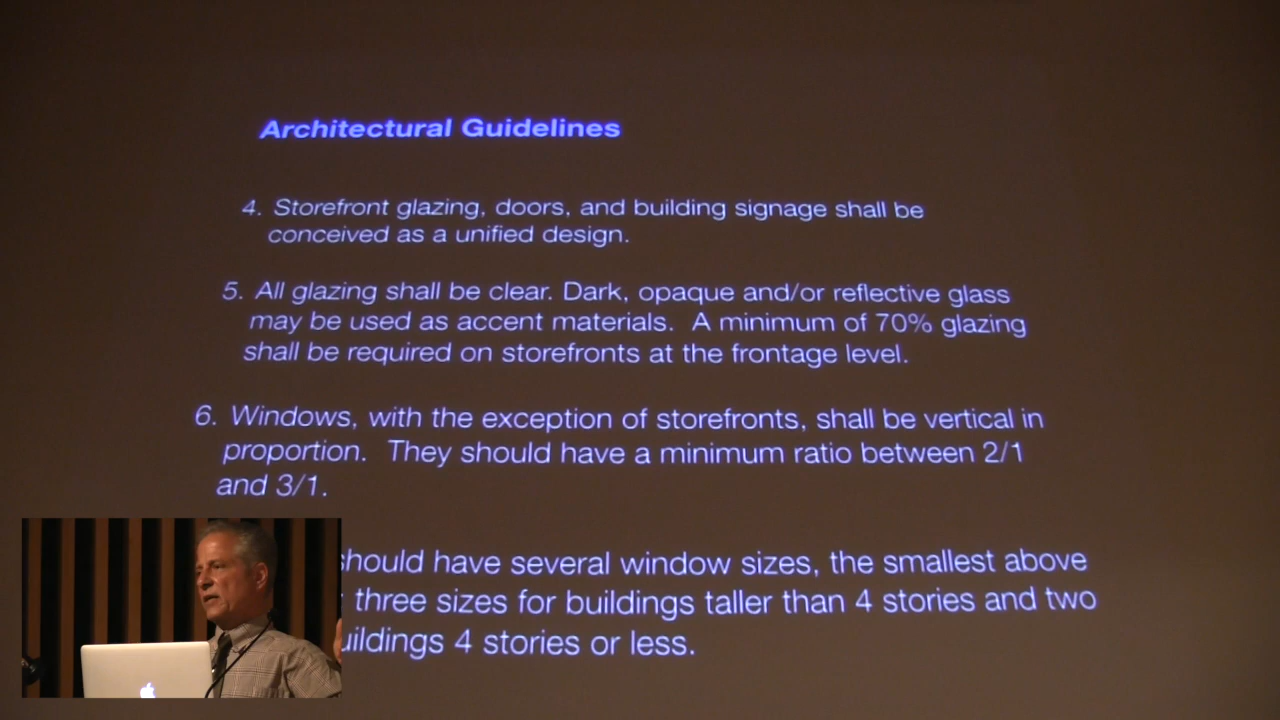 Architectural Guidelines
4. Storefront glazing, doors, and building signage shall be
conceived as a unified design.
5. All glazing shall be clear. Dark, opaque and/or reflective glass
may be used as accent materials. A minimum of 70% glazing
shall be required on storefronts at the frontage level.
6. Windows, with the exception of storefronts, shall be vertical in
proportion. They should have a minimum ratio between 2/1
and 3/1.
should have several window sizes, the smallest above
three sizes for buildings taller than 4 stories and two
4 stories or less.